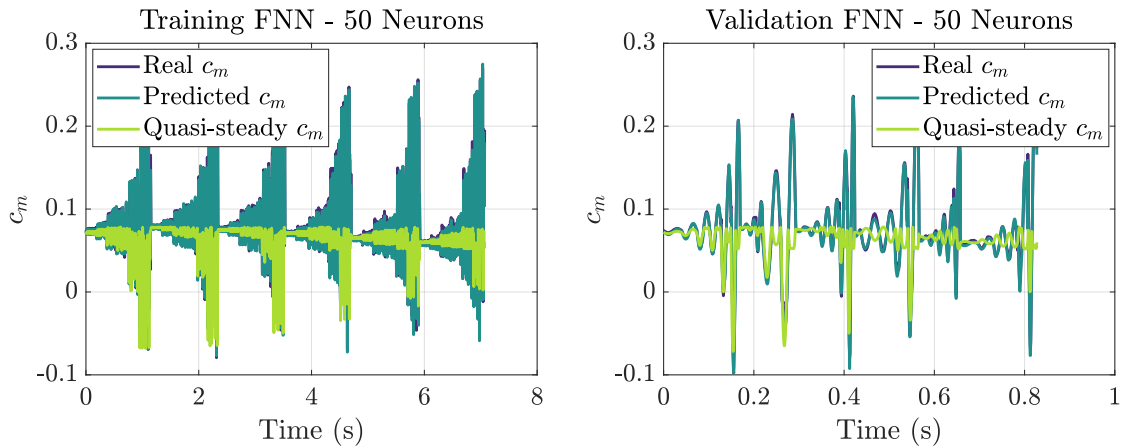 Training FNN - 50 Neurons
0.3
0.2
0.1
0
-0.1
c_m
Real c_m
Predicted c_m
Quasi-steady c_m
0 2 4 6 8
Time (s)
Validation FNN - 50 Neurons
0.3
0.2
0.1
0
-0.1
c_m
Real c_m
Predicted c_m
Quasi-steady c_m
0 0.2 0.4 0.6 0.8 1
Time (s)